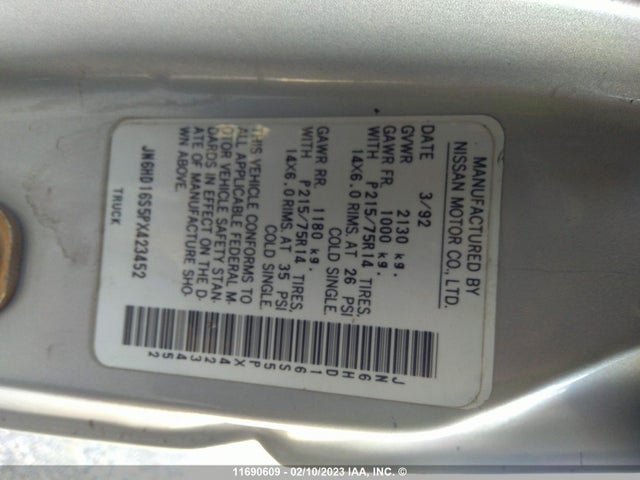 MANUFACTURED BY
NISSAN MOTOR CO., LTD.
DATE 3/92
GVWR 2130 kg.
GAWR FR. 1000 kg.
WITH P215/75R14 TIRES.
14X6.0 RIMS. AT 26 PSI
COLD SINGLE.
GAWR RR. 1180 kg.
WITH P215/75R14 TIRES.
14X6.0 RIMS. AT 35 PSI
COLD SINGLE.
THIS VEHICLE CONFORMS TO
ALL APPLICABLE FEDERAL M-
OTOR VEHICLE SAFETY STAN-
DARDS IN EFFECT ON THE D-
ATE OF MANUFACTURE SHO-
WN ABOVE.
JN6HD16S5PX423452
TRUCK
JN6HD16S5PX423452
11690609 - 02/10/2023 IAA, INC. ©